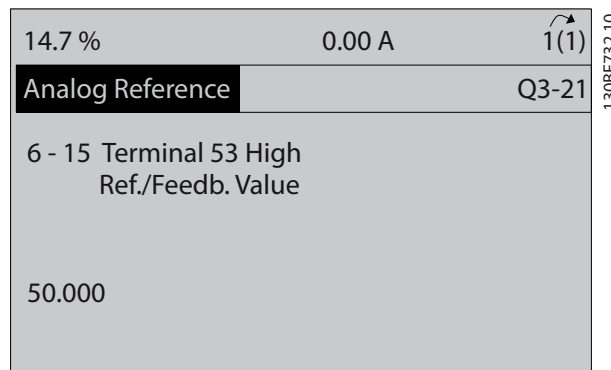 14.7 % 0.00 A 1(1)
Analog Reference Q3-21
6 - 15 Terminal 53 High
Ref./Feedb. Value
50.000
130BF732.10